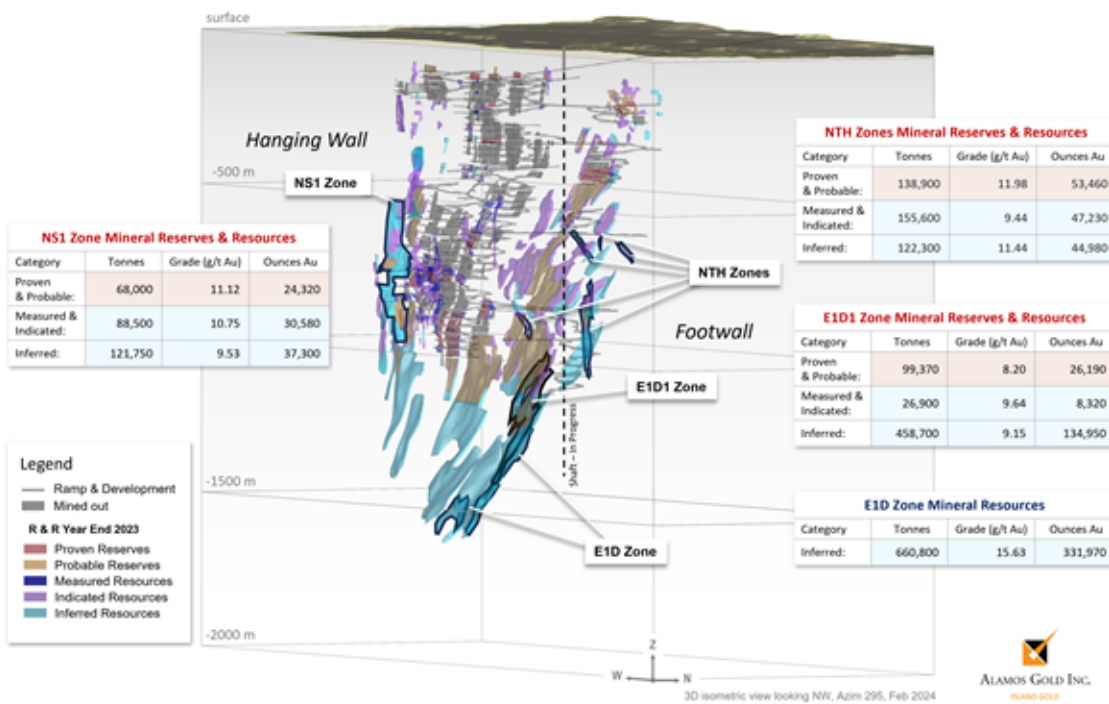 surface
Hanging Wall
-500 m
NS1 Zone
NS1 Zone Mineral Reserves & Resources
Category Tonnes Grade (g/t Au) Ounces Au
Proven
& Probable: 68,000 11.12 24,320
Measured &
Indicated: 88,500 10.75 30,580
Inferred: 121,750 9.53 37,300
NTH Zones Mineral Reserves & Resources
Category Tonnes Grade (g/t Au) Ounces Au
Proven
& Probable: 138,900 11.98 53,460
Measured &
Indicated: 155,600 9.44 47,230
Inferred: 122,300 11.44 44,980
NTH Zones
Footwall
E1D1 Zone Mineral Reserves & Resources
Category Tonnes Grade (g/t Au) Ounces Au
Proven
& Probable: 99,370 8.20 26,190
Measured &
Indicated: 26,900 9.64 8,320
Inferred: 458,700 9.15 134,950
E1D1 Zone
Shaft – In Progress
Legend
Ramp & Development
Mined out
R & R Year End 2023
Proven Reserves
Probable Reserves
Measured Resources
Indicated Resources
Inferred Resources
-1500 m
E1D Zone
E1D Zone Mineral Resources
Category Tonnes Grade (g/t Au) Ounces Au
Inferred: 660,800 15.63 331,970
-2000 m
Z
W N
3D isometric view looking NW, Azim 295, Feb 2024
ALAMOS GOLD INC.
ISLAND GOLD